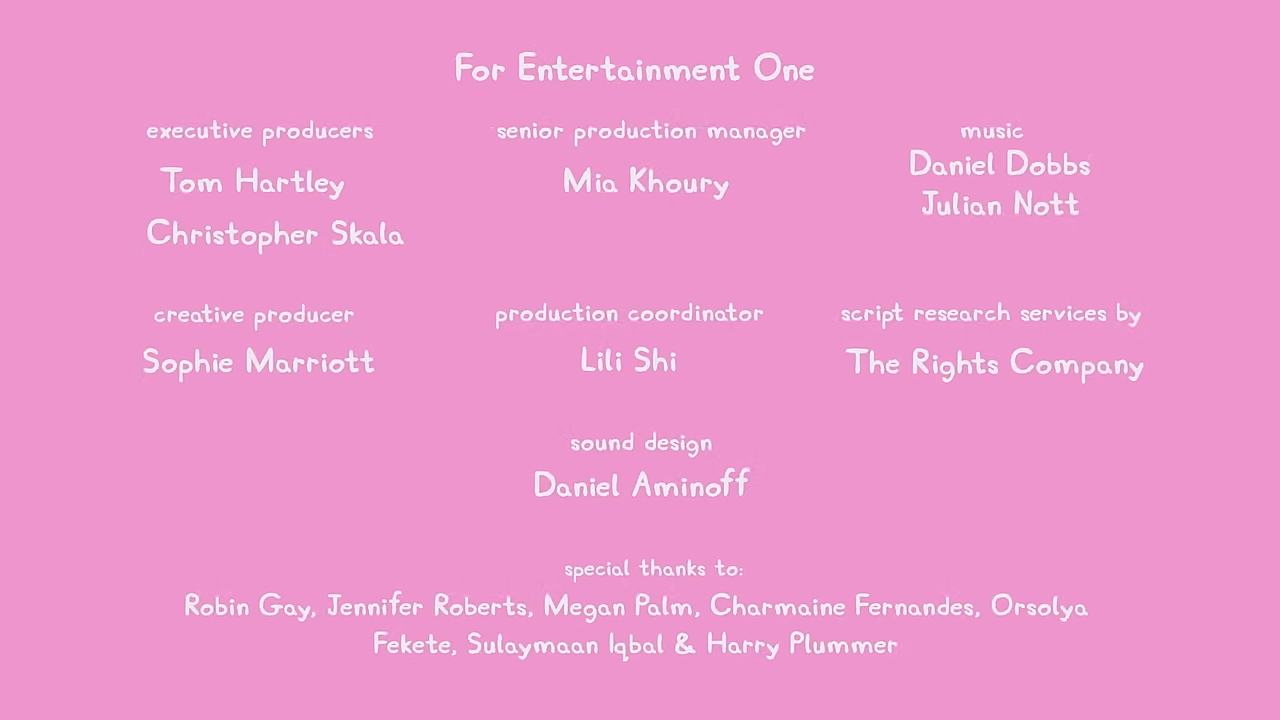 For Entertainment One
executive producers
Tom Hartley
Christopher Skala
senior production manager
Mia Khoury
music
Daniel Dobbs
Julian Nott
creative producer
Sophie Marriott
production coordinator
Lili Shi
script research services by
The Rights Company
sound design
Daniel Aminoff
special thanks to:
Robin Gay, Jennifer Roberts, Megan Palm, Charmaine Fernandes, Orsolya
Fekete, Sulaymaan Iqbal & Harry Plummer